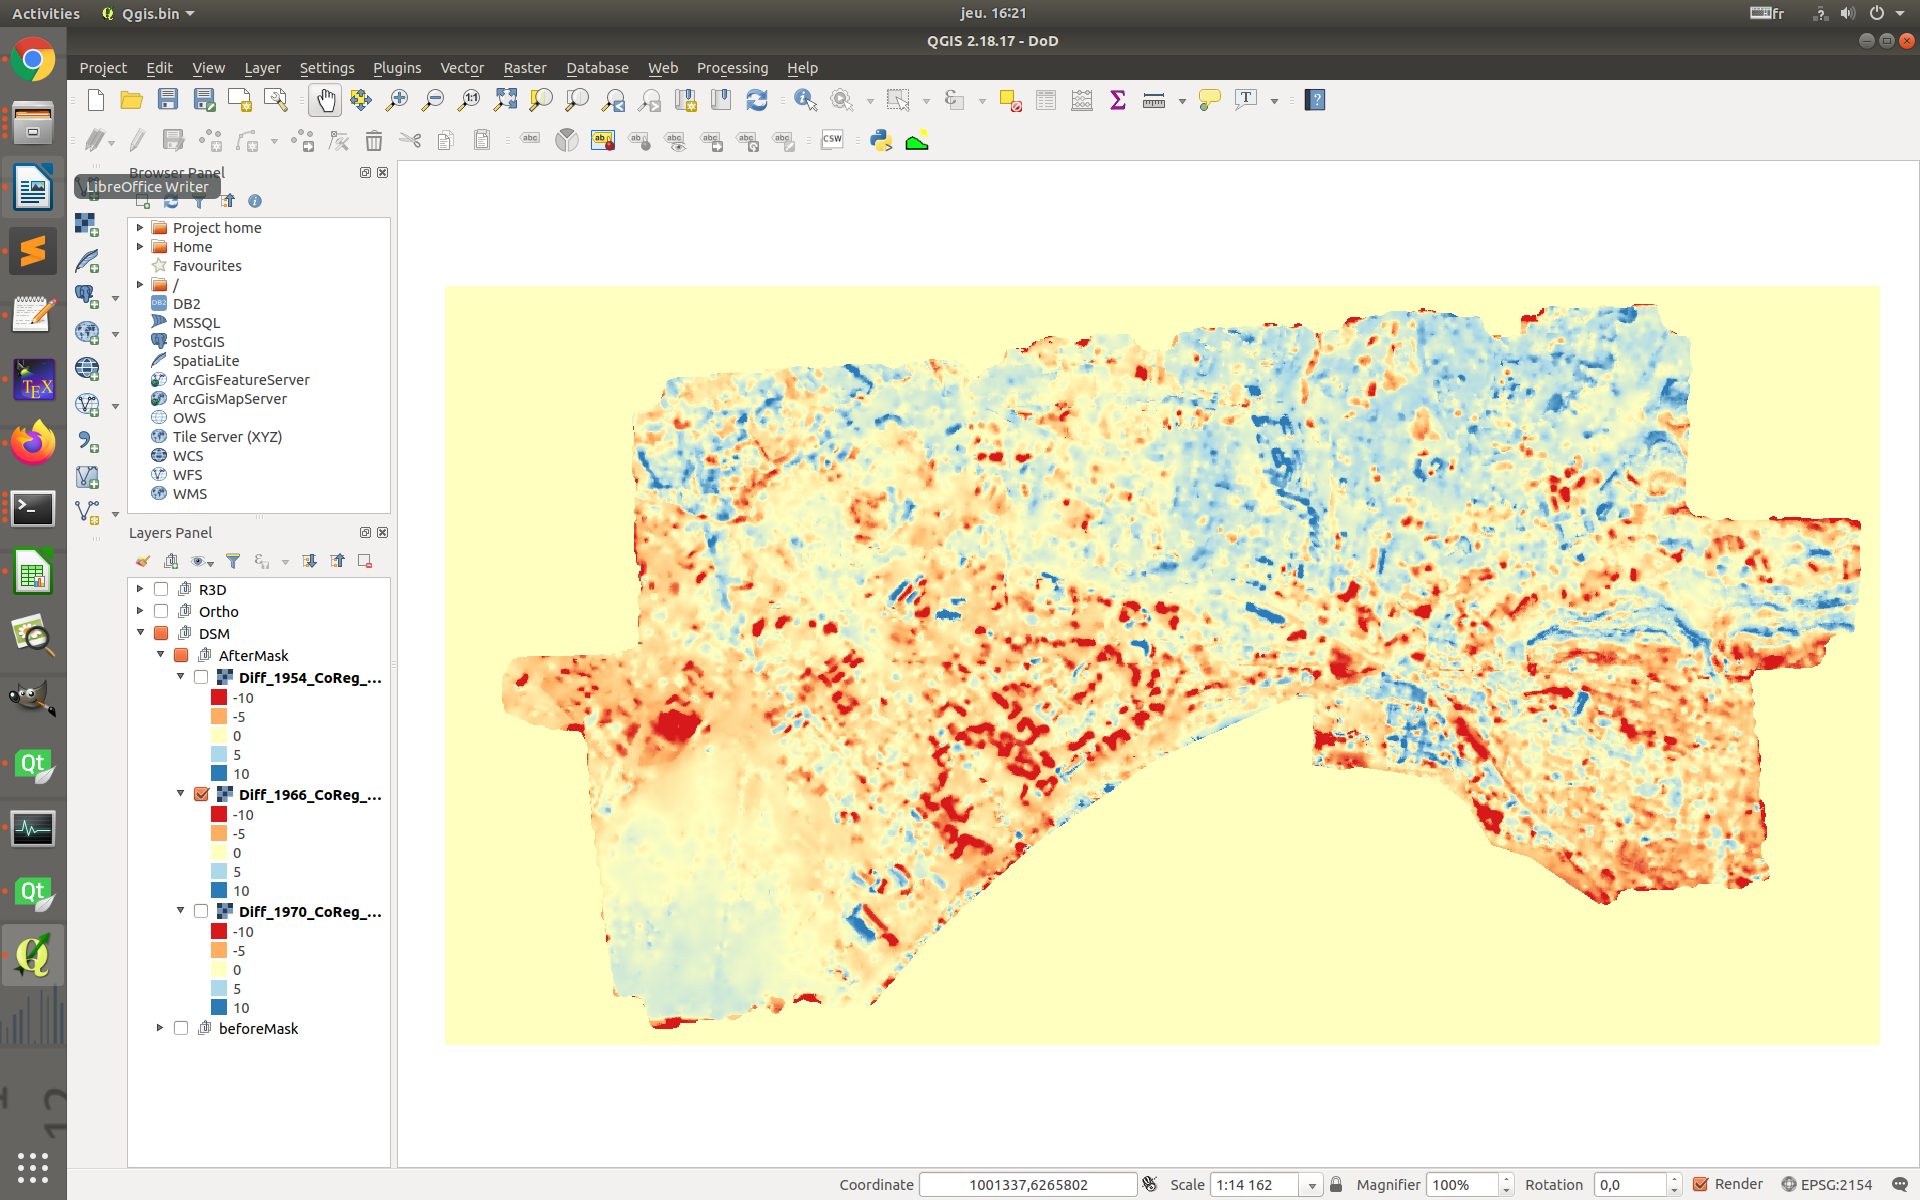 Activities Qgis.bin jeu. 16:21 fr
QGIS 2.18.17 - DoD
Project Edit View Layer Settings Plugins Vector Raster Database Web Processing Help
Browser Panel
LibreOffice Writer
Project home
Home
Favourites
/
DB2
MSSQL
PostGIS
SpatiaLite
ArcGisFeatureServer
ArcGisMapServer
OWS
Tile Server (XYZ)
WCS
WFS
WMS
Layers Panel
R3D
Ortho
DSM
AfterMask
Diff_1954_CoReg_...
-10
-5
0
5
10
Diff_1966_CoReg_...
-10
-5
0
5
10
Diff_1970_CoReg_...
-10
-5
0
5
10
beforeMask
Coordinate 1001337,6265802 Scale 1:14 162 Magnifier 100% Rotation 0,0 Render EPSG:2154